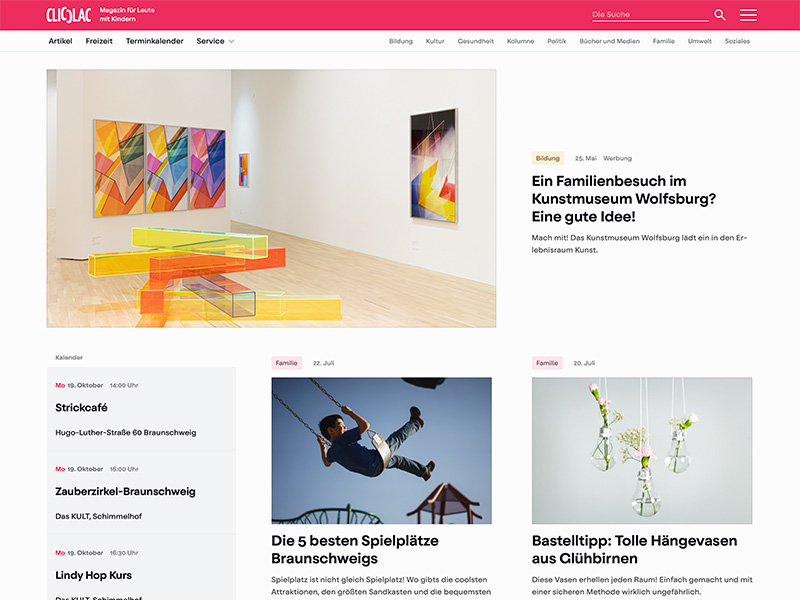 CLICCLAC
Magazin für Leute
mit Kindern
Die Suche
Artikel Freizeit Terminkalender Service
Bildung Kultur Gesundheit Kolumne Politik Bücher und Medien Familie Umwelt Soziales
Bildung 25. Mai Werbung
Ein Familienbesuch im
Kunstmuseum Wolfsburg?
Eine gute Idee!
Mach mit! Das Kunstmuseum Wolfsburg lädt ein in den Er-
lebnisraum Kunst.
Kalender
Mo 19. Oktober 14:00 Uhr
Strickcafé
Hugo-Luther-Straße 60 Braunschweig
Mo 19. Oktober 16:00 Uhr
Zauberzirkel-Braunschweig
Das KULT, Schimmelhof
Mo 19. Oktober 16:30 Uhr
Lindy Hop Kurs
Das KULT, Schimmelhof
Familie 22. Juli
Die 5 besten Spielplätze
Braunschweigs
Spielplatz ist nicht gleich Spielplatz! Wo gibts die coolsten
Attraktionen, den größten Sandkasten und die bequemsten
Familie 20. Juli
Bastelltipp: Tolle Hängevasen
aus Glühbirnen
Diese Vasen erhellen jeden Raum! Einfach gemacht und mit
einer sicheren Methode wirklich ungefährlich.